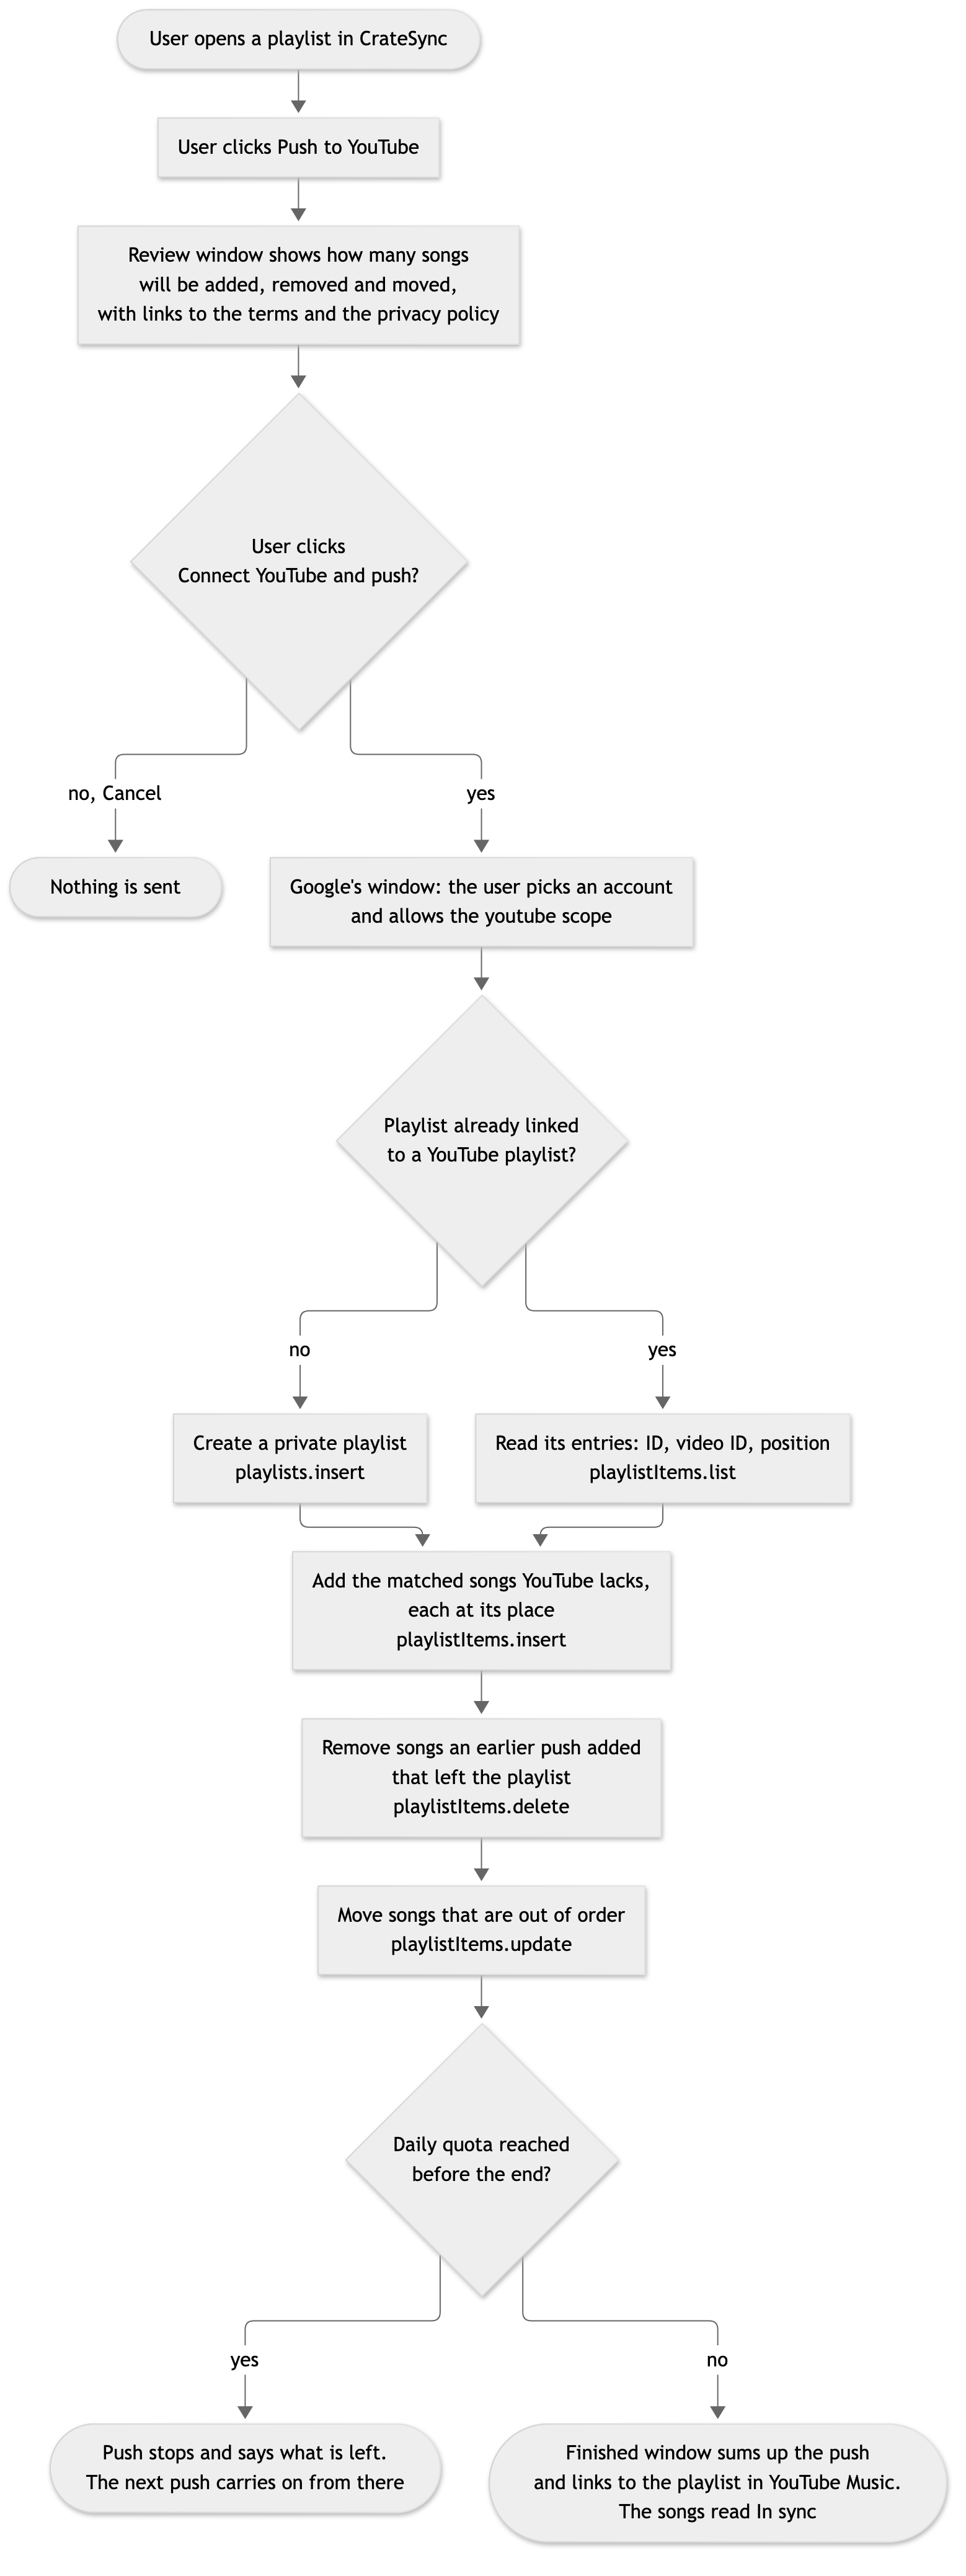 User opens a playlist in CrateSync
User clicks Push to YouTube
Review window shows how many songs
will be added, removed and moved,
with links to the terms and the privacy policy
User clicks
Connect YouTube and push?
no, Cancel
yes
Nothing is sent
Google's window: the user picks an account
and allows the youtube scope
Playlist already linked
to a YouTube playlist?
no
yes
Create a private playlist
playlists.insert
Read its entries: ID, video ID, position
playlistItems.list
Add the matched songs YouTube lacks,
each at its place
playlistItems.insert
Remove songs an earlier push added
that left the playlist
playlistItems.delete
Move songs that are out of order
playlistItems.update
Daily quota reached
before the end?
yes
no
Push stops and says what is left.
The next push carries on from there
Finished window sums up the push
and links to the playlist in YouTube Music.
The songs read In sync